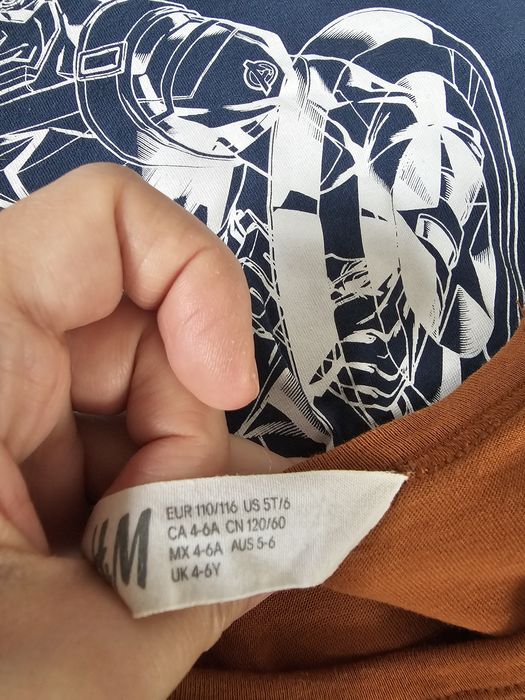 H&M
EUR 110/116 US 5T/6
CA 4-6A CN 120/60
MX 4-6A AUS 5-6
UK 4-6Y